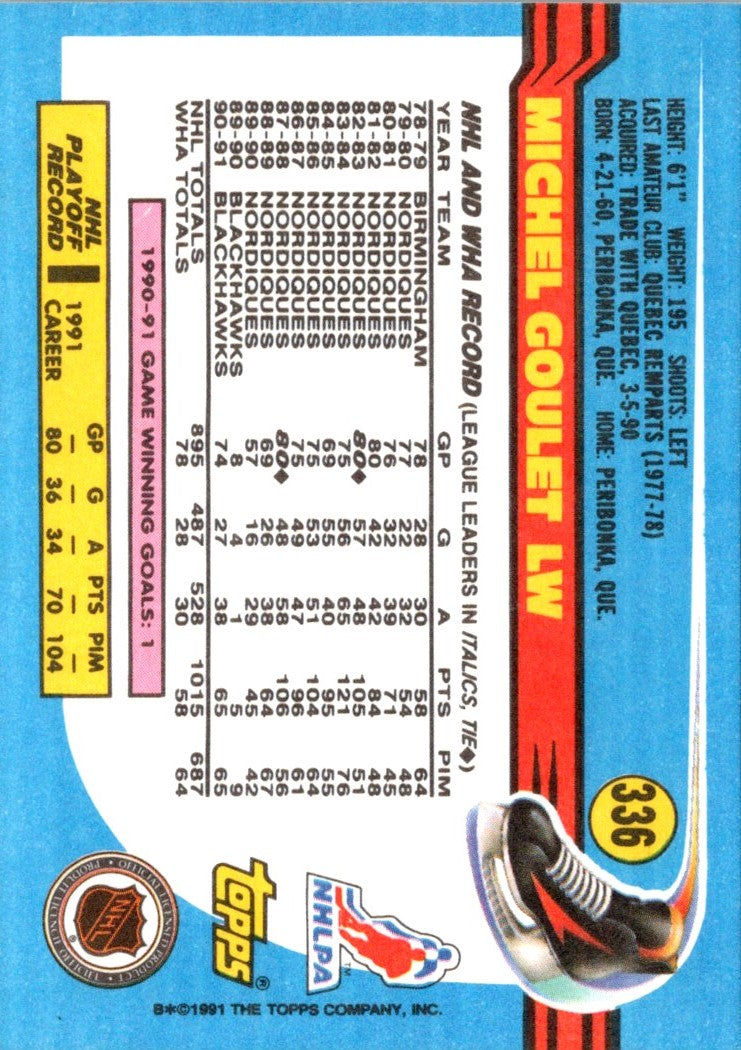 336
HEIGHT: 6'1" WEIGHT: 195 SHOOTS: LEFT
LAST AMATEUR CLUB: QUEBEC REMPARTS (1977-78)
ACQUIRED: TRADE WITH QUEBEC, 3-5-90
BORN: 4-21-60, PERIBONKA, QUE. HOME: PERIBONKA, QUE.
MICHEL GOULET LW
NHL AND WHA RECORD (LEAGUE LEADERS IN ITALICS, TIE◆)
YEAR TEAM GP G A PTS PIM
78-79 BIRMINGHAM 78 28 30 58 64
79-80 NORDIQUES 77 22 32 54 48
80-81 NORDIQUES 76 32 39 71 45
81-82 NORDIQUES 80 42 42 84 48
82-83 NORDIQUES 80◆ 57 48 105 51
83-84 NORDIQUES 75 56 65 121 76
84-85 NORDIQUES 69 55 40 95 55
85-86 NORDIQUES 75 53 51 104 64
86-87 NORDIQUES 75 49 47 96 61
87-88 NORDIQUES 80◆ 48 58 106 56
88-89 NORDIQUES 69 26 38 64 67
89-90 NORDIQUES 57 16 29 45 42
89-90 BLACKHAWKS 8 4 1 5 9
90-91 BLACKHAWKS 74 27 38 65 65
NHL TOTALS 895 487 528 1015 687
WHA TOTALS 78 28 30 58 64
1990-91 GAME WINNING GOALS: 1
NHL PLAYOFF RECORD
GP G A PTS PIM
1991 — — — — —
CAREER 80 36 34 70 104
NHLPA
TM
TOPPS®
NHL
®
OFFICIAL LICENSED PRODUCT • PRODUIT LICENCIE OFFICIEL •
B*©1991 THE TOPPS COMPANY, INC.